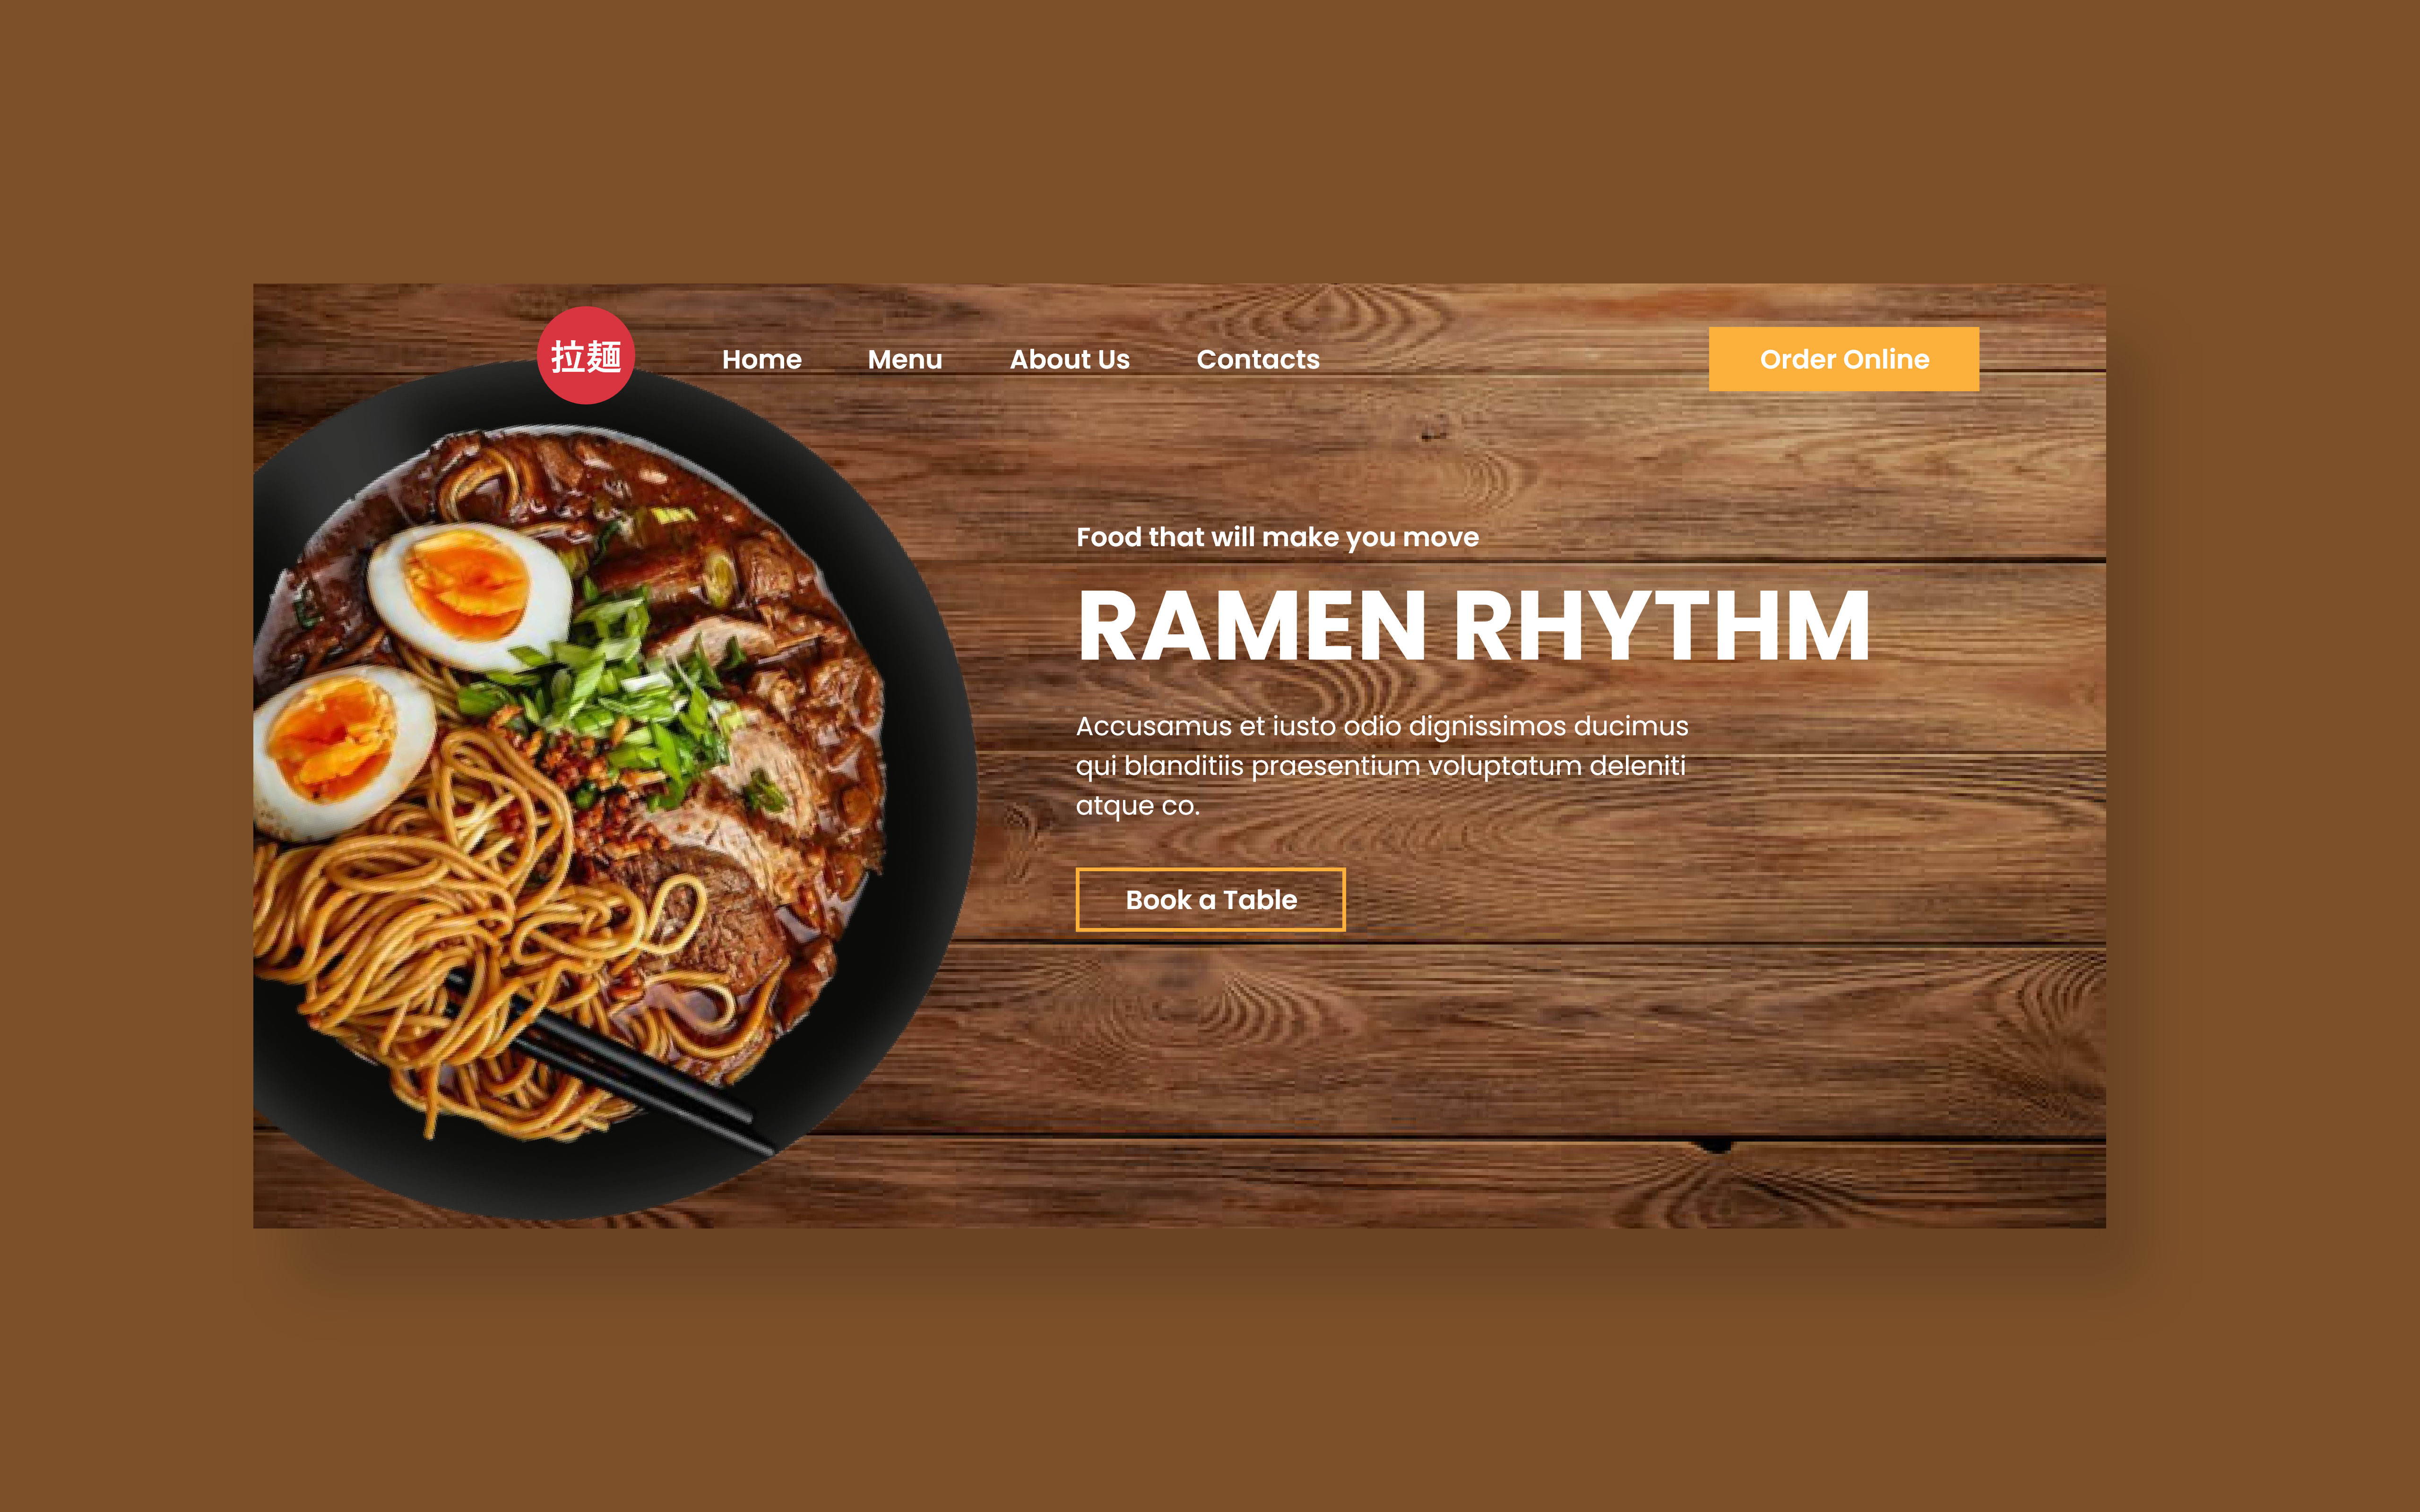 拉麺
Home
Menu
About Us
Contacts
Order Online
Food that will make you move
RAMEN RHYTHM
Accusamus et iusto odio dignissimos ducimus
qui blanditiis praesentium voluptatum deleniti
atque co.
Book a Table